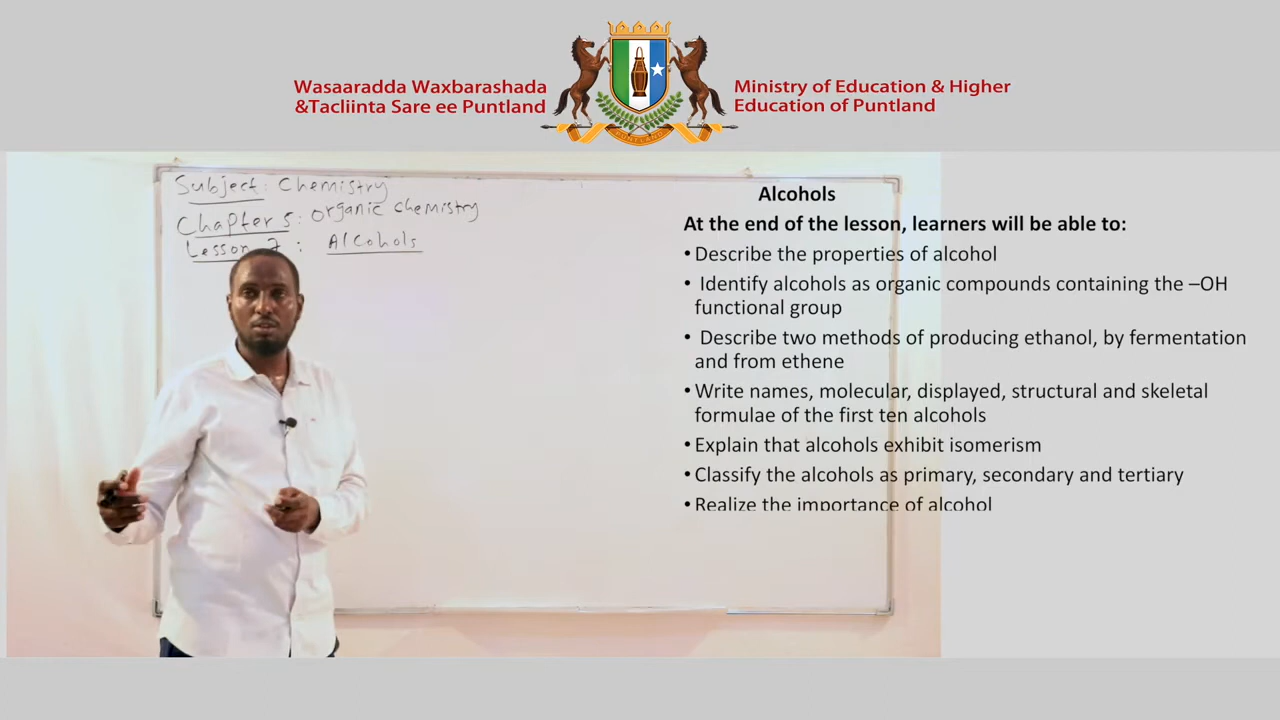 Wasaaradda Waxbarashada
&Tacliinta Sare ee Puntland
Ministry of Education & Higher
Education of Puntland
PUNTLAND
Subject: Chemistry
Chapter 5: organic chemistry
Lesson 7 : Alcohols
Alcohols
At the end of the lesson, learners will be able to:
• Describe the properties of alcohol
• Identify alcohols as organic compounds containing the –OH
functional group
• Describe two methods of producing ethanol, by fermentation
and from ethene
• Write names, molecular, displayed, structural and skeletal
formulae of the first ten alcohols
• Explain that alcohols exhibit isomerism
• Classify the alcohols as primary, secondary and tertiary
• Realize the importance of alcohol